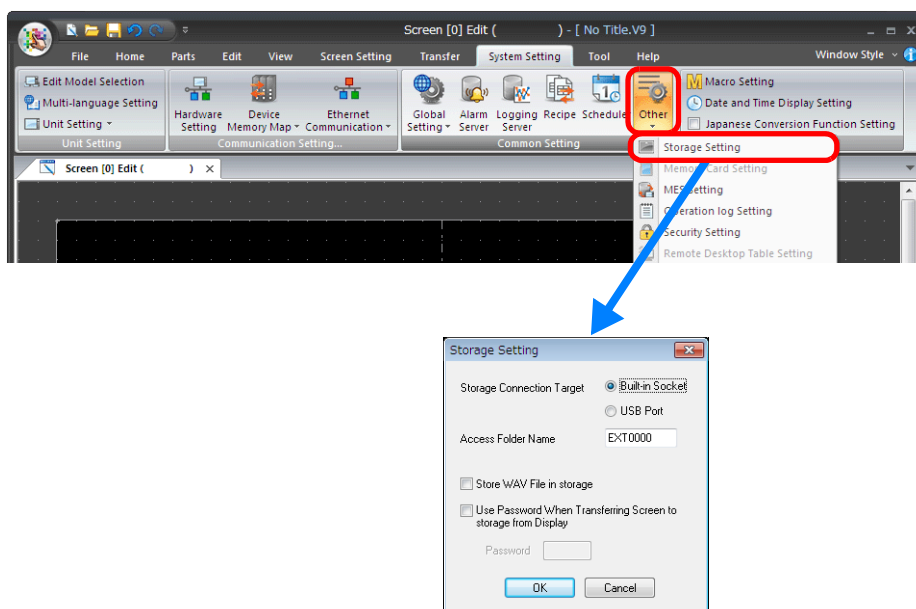 Screen [0] Edit ( ) - [ No Title.V9 ]
File Home Parts Edit View Screen Setting Transfer System Setting Tool Help Window Style
Edit Model Selection
Multi-language Setting
Unit Setting
Unit Setting
Hardware Setting
Device Memory Map
Ethernet Communication
Communication Setting...
Global Setting
Alarm Server
Logging Server
Recipe
Schedule
Other
Common Setting
Macro Setting
Date and Time Display Setting
Japanese Conversion Function Setting
Screen [0] Edit ( ) X
Storage Setting
Memory Card Setting
MES Setting
Operation log Setting
Security Setting
Remote Desktop Table Setting
Storage Setting
Storage Connection Target
Built-in Socket
USB Port
Access Folder Name
EXT0000
Store WAV File in storage
Use Password When Transferring Screen to
storage from Display
Password
OK Cancel